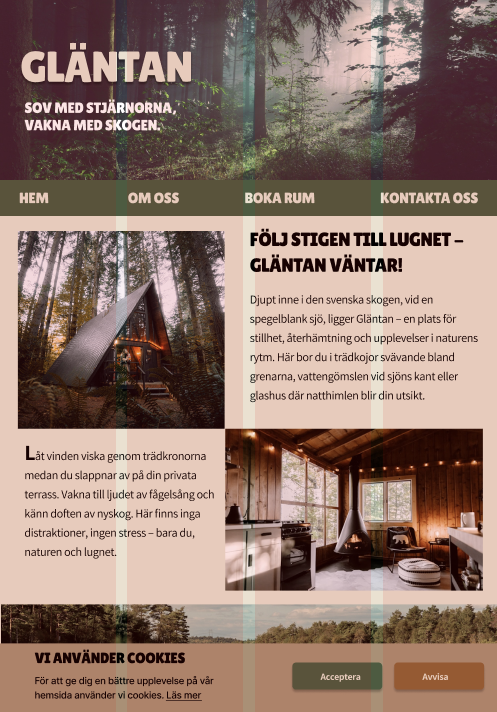 GLÄNTAN
SOV MED STJÄRNORNA,
VAKNA MED SKOGEN.
HEM OM OSS BOKA RUM KONTAKTA OSS
FÖLJ STIGEN TILL LUGNET –
GLÄNTAN VÄNTAR!
Djupt inne i den svenska skogen, vid en
spegelblank sjö, ligger Gläntan – en plats för
stillhet, återhämtning och upplevelser i naturens
rytm. Här bor du i trädkojor svävande bland
grenarna, vattengömslen vid sjöns kant eller
glashus där natthimlen blir din utsikt.
Låt vinden viska genom trädkronorna
medan du slappnar av på din privata
terrass. Vakna till ljudet av fågelsång och
känn doften av nyskog. Här finns inga
distraktioner, ingen stress – bara du,
naturen och lugnet.
VI ANVÄNDER COOKIES
För att ge dig en bättre upplevelse på vår
hemsida använder vi cookies. Läs mer
Acceptera Avvisa